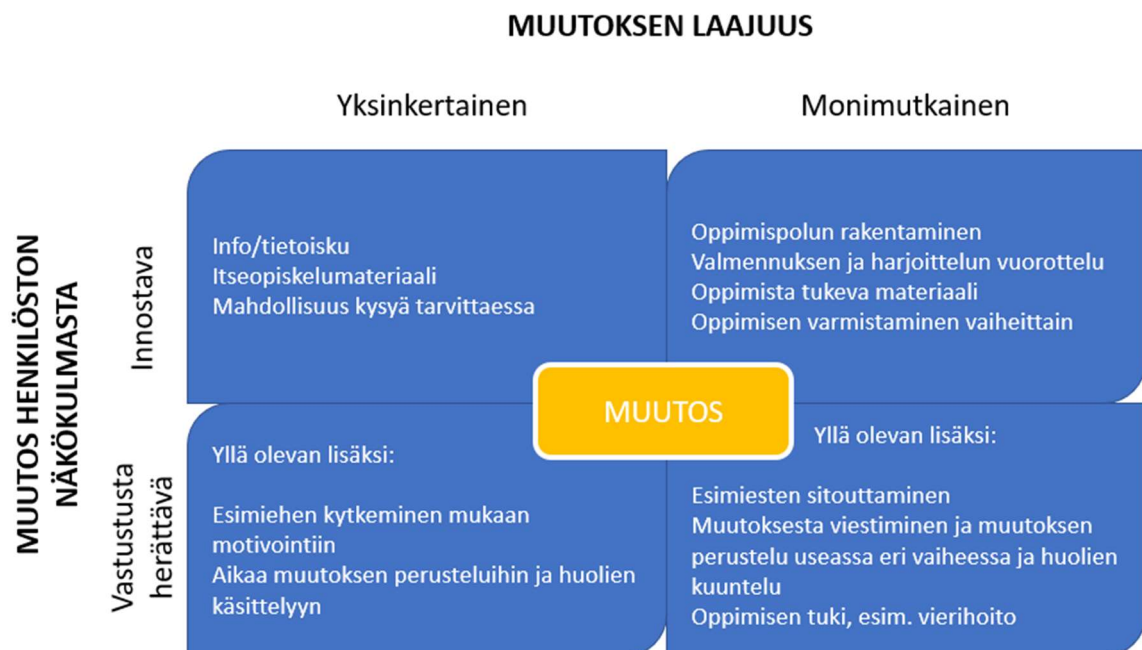 MUUTOKSEN LAAJUUS
Yksinkertainen
Monimutkainen
MUUTOS HENKILÖSTON
NÄKÖKULMASTA
Innostava
Info/tietoisku
Itseopiskelumateriaali
Mahdollisuus kysyä tarvittaessa
Oppimispolun rakentaminen
Valmennuksen ja harjoittelun vuorottelu
Oppimista tukeva materiaali
Oppimisen varmistaminen vaiheittain
MUUTOS
Vastustusta
herättävä
Yllä olevan lisäksi:
Esimiehen kytkeminen mukaan
motivointiin
Aikaa muutoksen perusteluihin ja huolien
käsittelyyn
Yllä olevan lisäksi:
Esimiesten sitouttaminen
Muutoksesta viestiminen ja muutoksen
perustelu useassa eri vaiheessa ja huolien
kuuntelu
Oppimisen tuki, esim. vierihoito